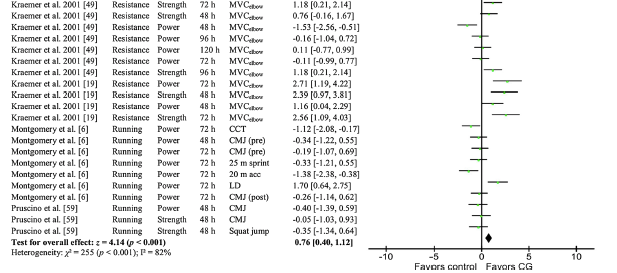 Kraemer et al. 2001 [49] Resistance Strength 72 h MVCelbow 1.18 [0.21, 2.14]
Kraemer et al. 2001 [49] Resistance Strength 48 h MVCelbow 0.76 [-0.16, 1.67]
Kraemer et al. 2001 [49] Resistance Power 48 h MVCelbow -1.53 [-2.56, -0.51]
Kraemer et al. 2001 [49] Resistance Power 96 h MVCelbow -0.16 [-1.04, 0.72]
Kraemer et al. 2001 [49] Resistance Power 120 h MVCelbow 0.11 [-0.77, 0.99]
Kraemer et al. 2001 [49] Resistance Power 72 h MVCelbow -0.11 [-0.99, 0.77]
Kraemer et al. 2001 [49] Resistance Strength 96 h MVCelbow 1.18 [0.21, 2.14]
Kraemer et al. 2001 [19] Resistance Power 72 h MVCelbow 2.71 [1.19, 4.22]
Kraemer et al. 2001 [19] Resistance Strength 48 h MVCelbow 2.39 [0.97, 3.81]
Kraemer et al. 2001 [19] Resistance Power 48 h MVCelbow 1.16 [0.04, 2.29]
Kraemer et al. 2001 [19] Resistance Strength 72 h MVCelbow 2.56 [1.09, 4.03]
Montgomery et al. [6] Running Power 72 h CCT -1.12 [-2.08, -0.17]
Montgomery et al. [6] Running Power 48 h CMJ (pre) -0.34 [-1.22, 0.55]
Montgomery et al. [6] Running Power 72 h CMJ (pre) -0.19 [-1.07, 0.69]
Montgomery et al. [6] Running Power 72 h 25 m sprint -0.33 [-1.21, 0.55]
Montgomery et al. [6] Running Power 72 h 20 m acc -1.38 [-2.38, -0.38]
Montgomery et al. [6] Running Power 72 h LD 1.70 [0.64, 2.75]
Montgomery et al. [6] Running Power 72 h CMJ (post) -0.26 [-1.14, 0.62]
Pruscino et al. [59] Running Power 48 h CMJ -0.40 [-1.39, 0.59]
Pruscino et al. [59] Running Strength 48 h CMJ -0.05 [-1.03, 0.93]
Pruscino et al. [59] Running Strength 48 h Squat jump -0.35 [-1.34, 0.64]
Test for overall effect: z = 4.14 (p < 0.001) 0.76 [0.40, 1.12]
Heterogeneity: χ² = 255 (p < 0.001); I² = 82%
-10 -5 0 5 10
Favors control Favors CG